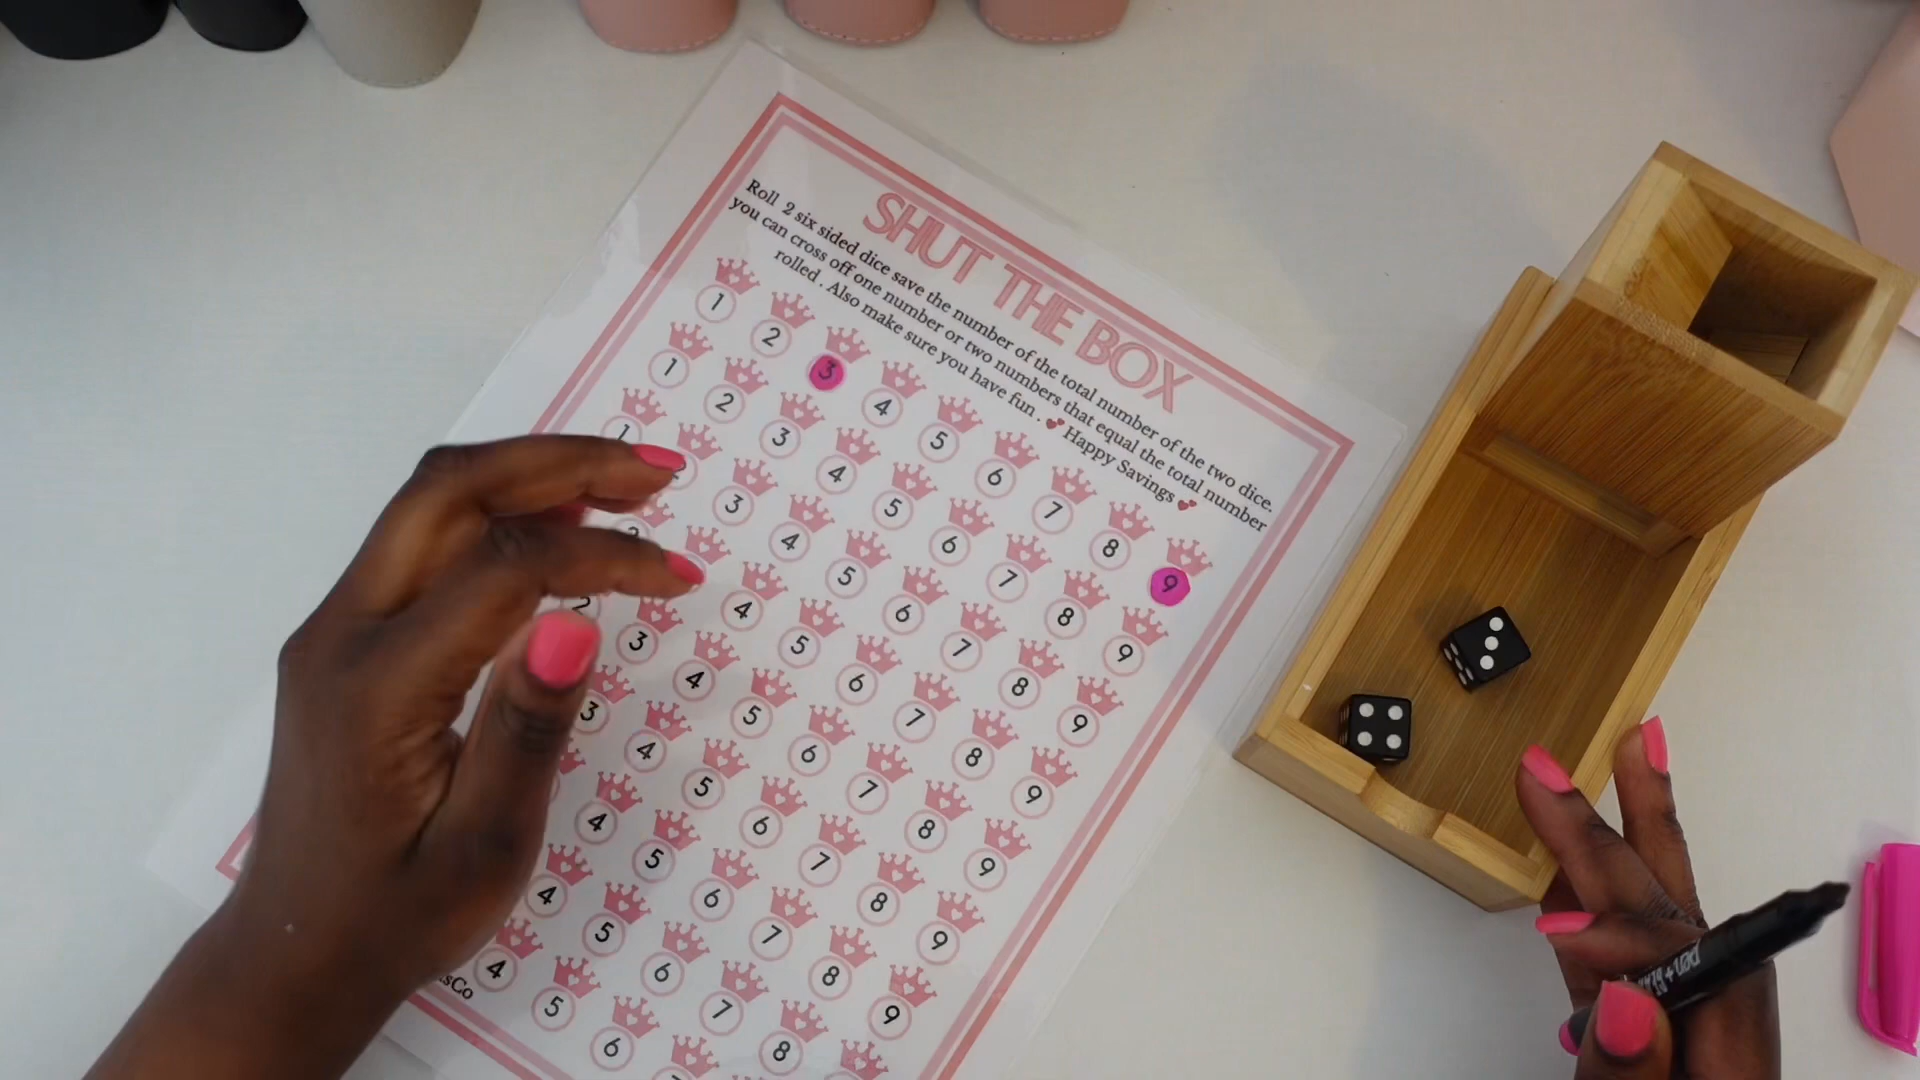 SHUT THE BOX
Roll 2 six sided dice save the number of the total number of the two dice.
you can cross off one number or two numbers that equal the total number
rolled . Also make sure you have fun . Happy Savings
1 2 3 4 5 6 7 8 9
1 2 3 4 5 6 7 8 9
1 3 4 5 6 7 8 9
4 5 6 7 8 9
2 3 4 5 6 7 8 9
3 4 5 6 7 8 9
4 5 6 7 8 9
4 5 6 7 8
4 5 6
sCo